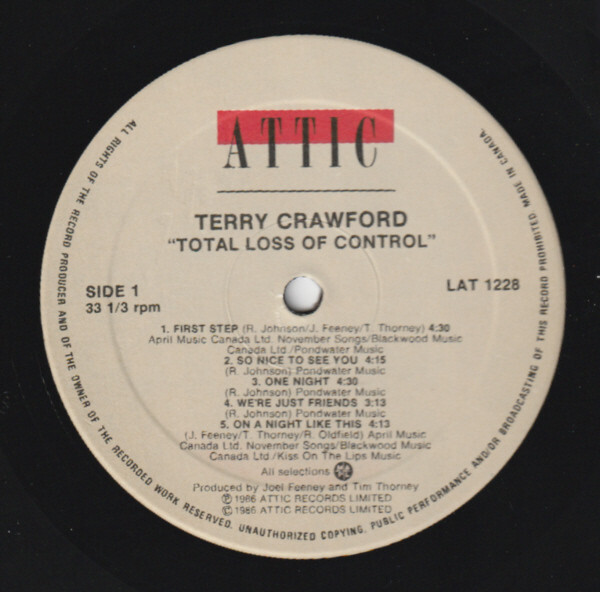 ATTIC
TERRY CRAWFORD
"TOTAL LOSS OF CONTROL"
SIDE 1
33 1/3 rpm
LAT 1228
1. FIRST STEP (R. Johnson/J. Feeney/T. Thorney) 4:30
April Music Canada Ltd. November Songs/Blackwood Music
Canada Ltd./Pondwater Music
2. SO NICE TO SEE YOU 4:15
(R. Johnson) Pondwater Music
3. ONE NIGHT 4:30
(R. Johnson) Pondwater Music
4. WE'RE JUST FRIENDS 3:13
(R. Johnson) Pondwater Music
5. ON A NIGHT LIKE THIS 4:13
(J. Feeney/T. Thorney/R. Oldfield) April Music
Canada Ltd. November Songs/Blackwood Music
Canada Ltd./Kiss On The Lips Music
All selections
Produced by Joel Feeney and Tim Thorney
℗ 1986 ATTIC RECORDS LIMITED
© 1986 ATTIC RECORDS LIMITED
ALL RIGHTS OF THE RECORD PRODUCER AND OF THE OWNER OF THE RECORDED WORK RESERVED. UNAUTHORIZED COPYING, PUBLIC PERFORMANCE AND/OR BROADCASTING OF THIS RECORD PROHIBITED MADE IN CANADA.